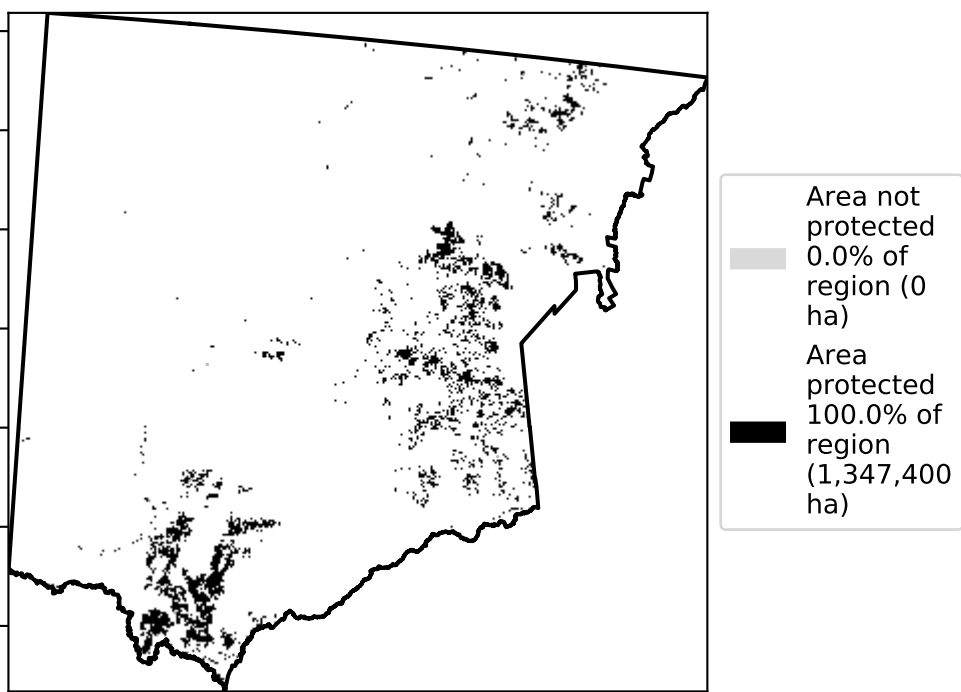 Area not
protected
0.0% of
region (0
ha)
Area
protected
100.0% of
region
(1,347,400
ha)